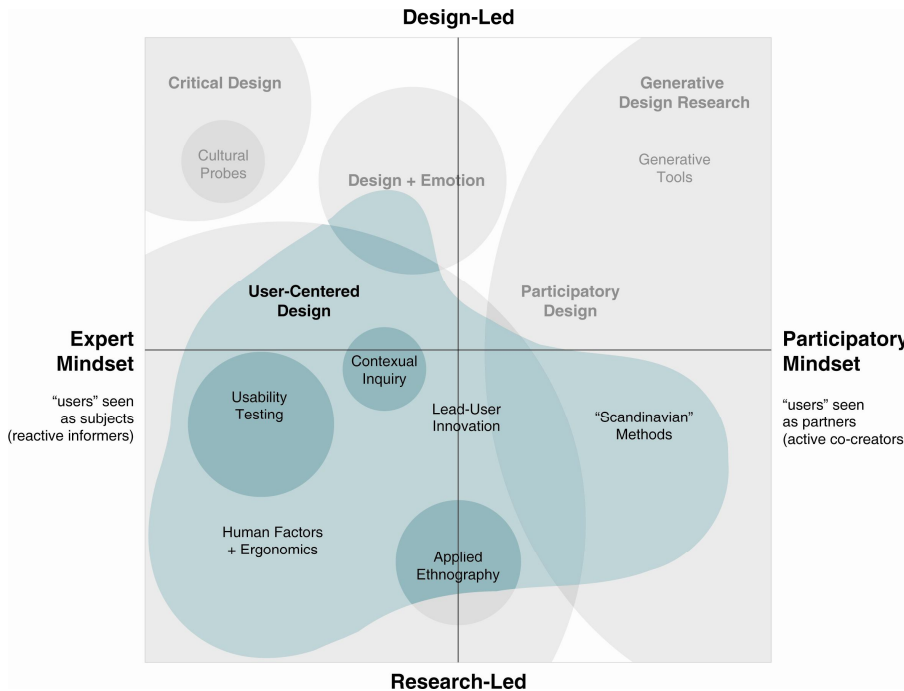 Design-Led
Critical Design
Cultural
Probes
Design + Emotion
Generative
Design Research
Generative
Tools
User-Centered
Design
Participatory
Design
Expert
Mindset
"users" seen
as subjects
(reactive informers)
Contexual
Inquiry
Usability
Testing
Lead-User
Innovation
"Scandinavian"
Methods
Human Factors
+ Ergonomics
Applied
Ethnography
Participatory
Mindset
"users" seen
as partners
(active co-creators
Research-Led